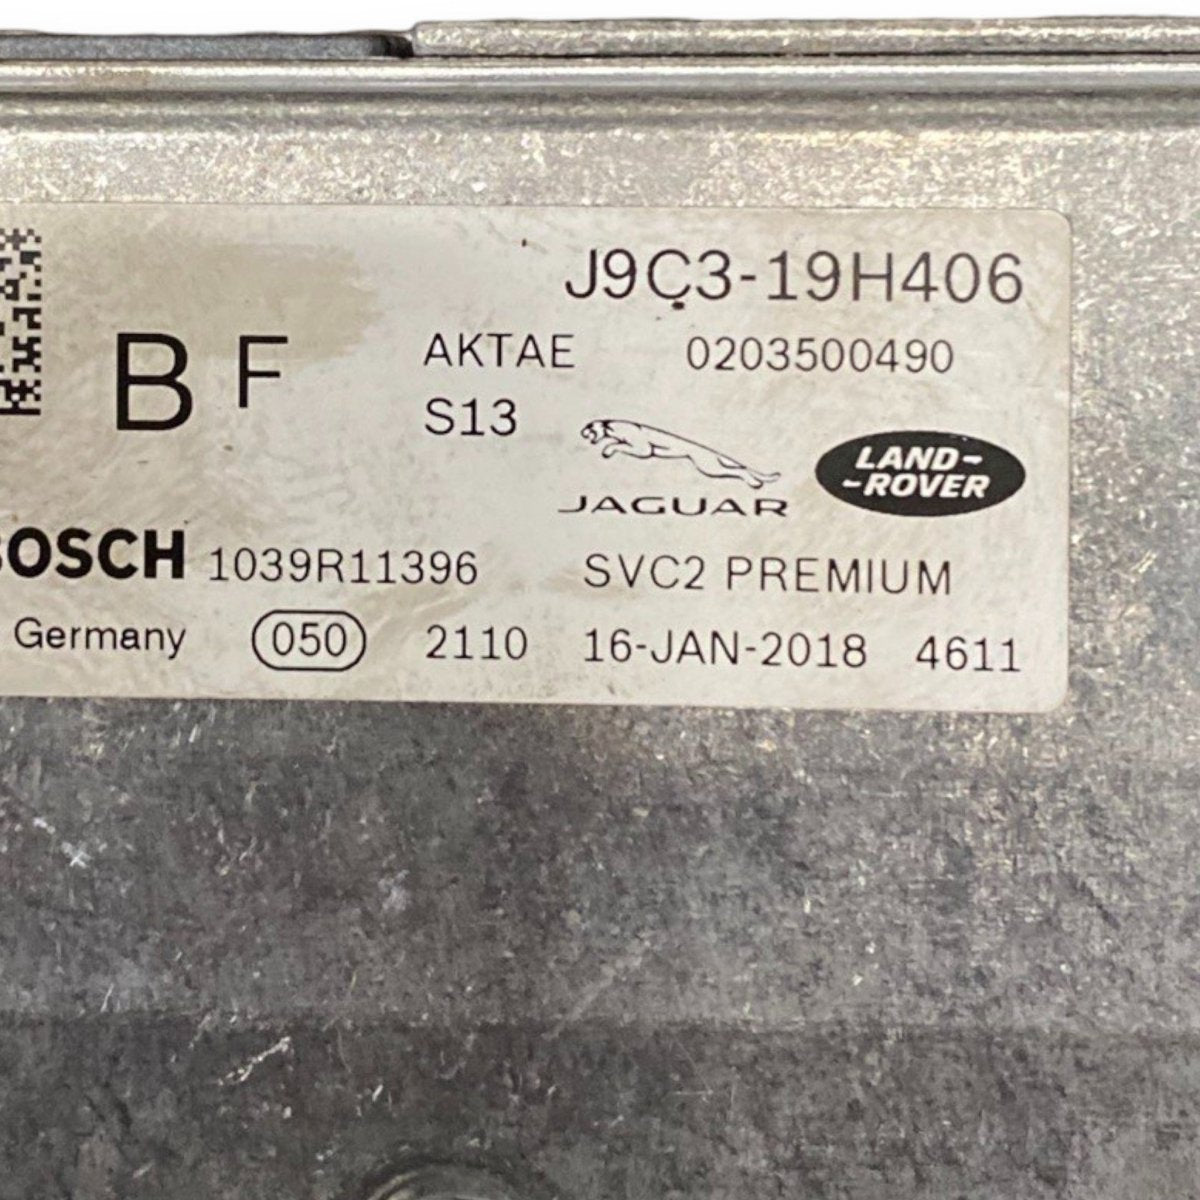 J9C3-19H406
B F AKTAE 0203500490
S13
JAGUAR LAND-
-ROVER
BOSCH 1039R11396 SVC2 PREMIUM
Germany 050 2110 16-JAN-2018 4611